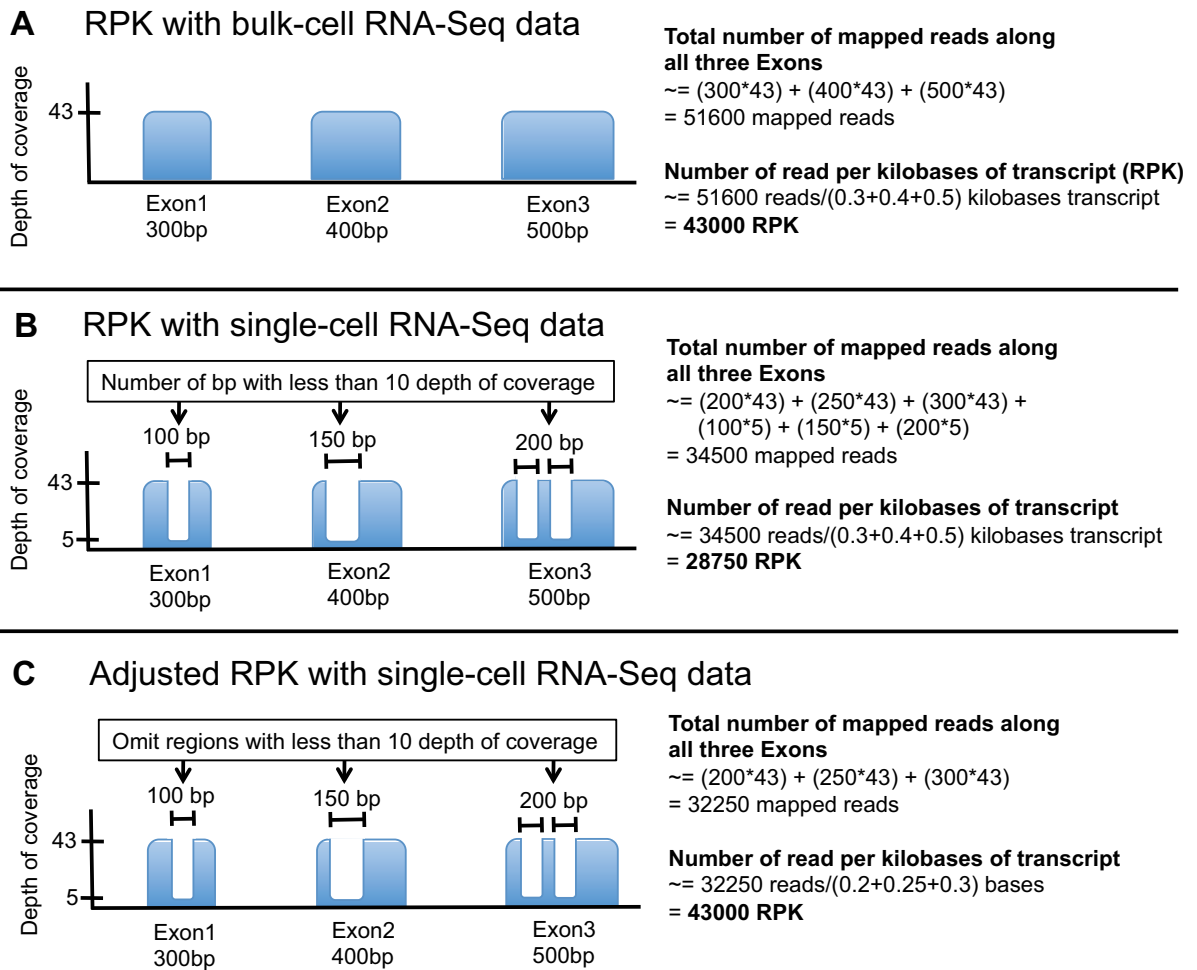 A RPK with bulk-cell RNA-Seq data
Depth of coverage
43
Exon1
300bp
Exon2
400bp
Exon3
500bp
Total number of mapped reads along
all three Exons
~= (300*43) + (400*43) + (500*43)
= 51600 mapped reads
Number of read per kilobases of transcript (RPK)
~= 51600 reads/(0.3+0.4+0.5) kilobases transcript
= 43000 RPK
B RPK with single-cell RNA-Seq data
Number of bp with less than 10 depth of coverage
100 bp
150 bp
200 bp
Depth of coverage
43
5
Exon1
300bp
Exon2
400bp
Exon3
500bp
Total number of mapped reads along
all three Exons
~= (200*43) + (250*43) + (300*43) +
(100*5) + (150*5) + (200*5)
= 34500 mapped reads
Number of read per kilobases of transcript
~= 34500 reads/(0.3+0.4+0.5) kilobases transcript
= 28750 RPK
C Adjusted RPK with single-cell RNA-Seq data
Omit regions with less than 10 depth of coverage
100 bp
150 bp
200 bp
Depth of coverage
43
5
Exon1
300bp
Exon2
400bp
Exon3
500bp
Total number of mapped reads along
all three Exons
~= (200*43) + (250*43) + (300*43)
= 32250 mapped reads
Number of read per kilobases of transcript
~= 32250 reads/(0.2+0.25+0.3) bases
= 43000 RPK